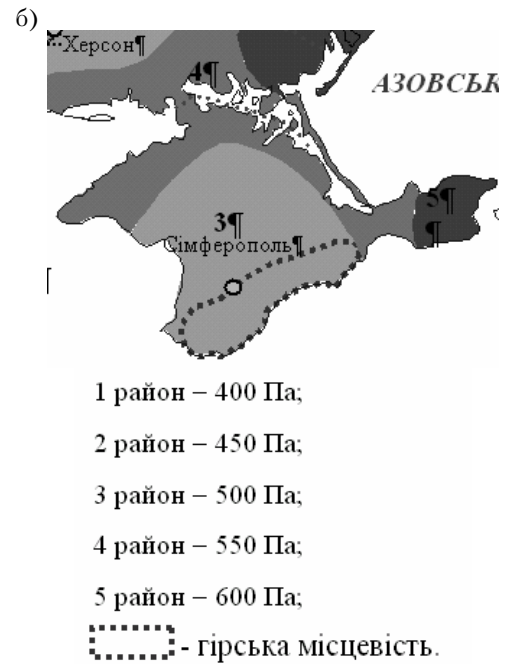 б)
Херсон¶
4¶
АЗОВСЬК
5¶
¶
3¶
Сімферополь¶
1 район – 400 Па;
2 район – 450 Па;
3 район – 500 Па;
4 район – 550 Па;
5 район – 600 Па;
- гірська місцевість.